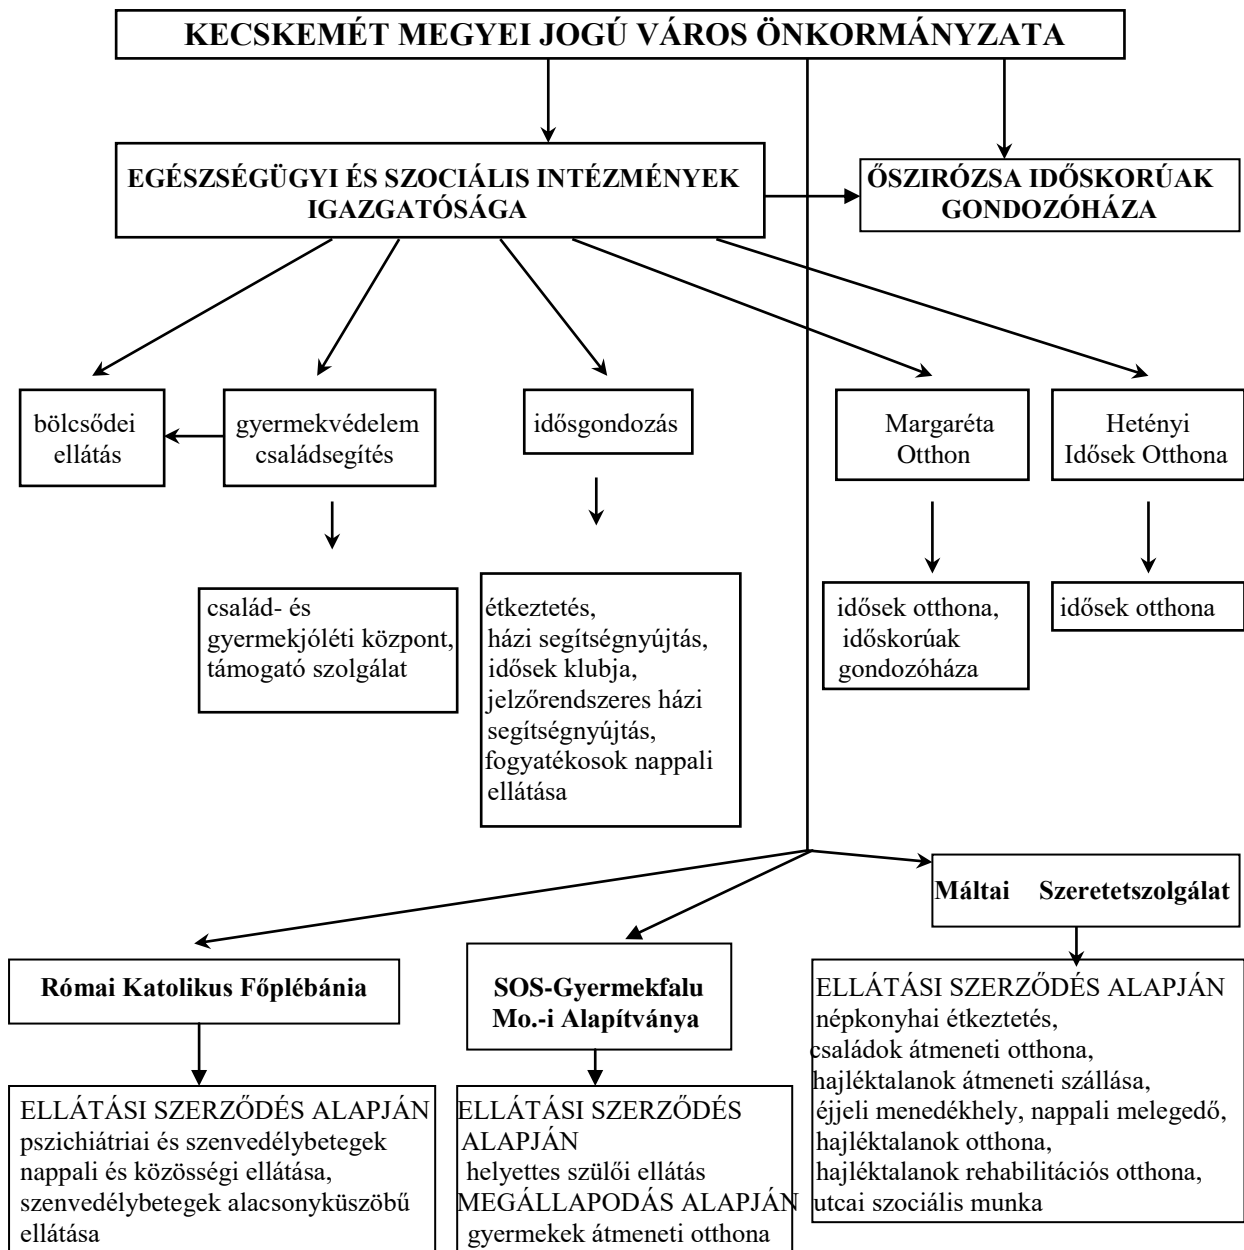 KECSKEMÉT MEGYEI JOGÚ VÁROS ÖNKORMÁNYZATA
EGÉSZSÉGÜGYI ÉS SZOCIÁLIS INTÉZMÉNYEK
IGAZGATÓSÁGA
ŐSZIRÓZSA IDŐSKORÚAK
GONDOZÓHÁZA
bölcsődei
ellátás
gyermekvédelem
családsegítés
idősgondozás
Margaréta
Otthon
Hetényi
Idősek Otthona
család- és
gyermekjóléti központ,
támogató szolgálat
étkeztetés,
házi segítségnyújtás,
idősek klubja,
jelzőrendszeres házi
segítségnyújtás,
fogyatékosok nappali
ellátása
idősek otthona,
időskorúak
gondozóháza
idősek otthona
Máltai Szeretetszolgálat
Római Katolikus Főplébánia
SOS-Gyermekfalu
Mo.-i Alapítványa
ELLÁTÁSI SZERZŐDÉS ALAPJÁN
pszichiátriai és szenvedélybetegek
nappali és közösségi ellátása,
szenvedélybetegek alacsonyküszöbű
ellátása
ELLÁTÁSI SZERZŐDÉS
ALAPJÁN
helyettes szülői ellátás
MEGÁLLAPODÁS ALAPJÁN
gyermekek átmeneti otthona
ELLÁTÁSI SZERZŐDÉS ALAPJÁN
népkonyhai étkeztetés,
családok átmeneti otthona,
hajléktalanok átmeneti szállása,
éjjeli menedékhely, nappali melegedő,
hajléktalanok otthona,
hajléktalanok rehabilitációs otthona,
utcai szociális munka